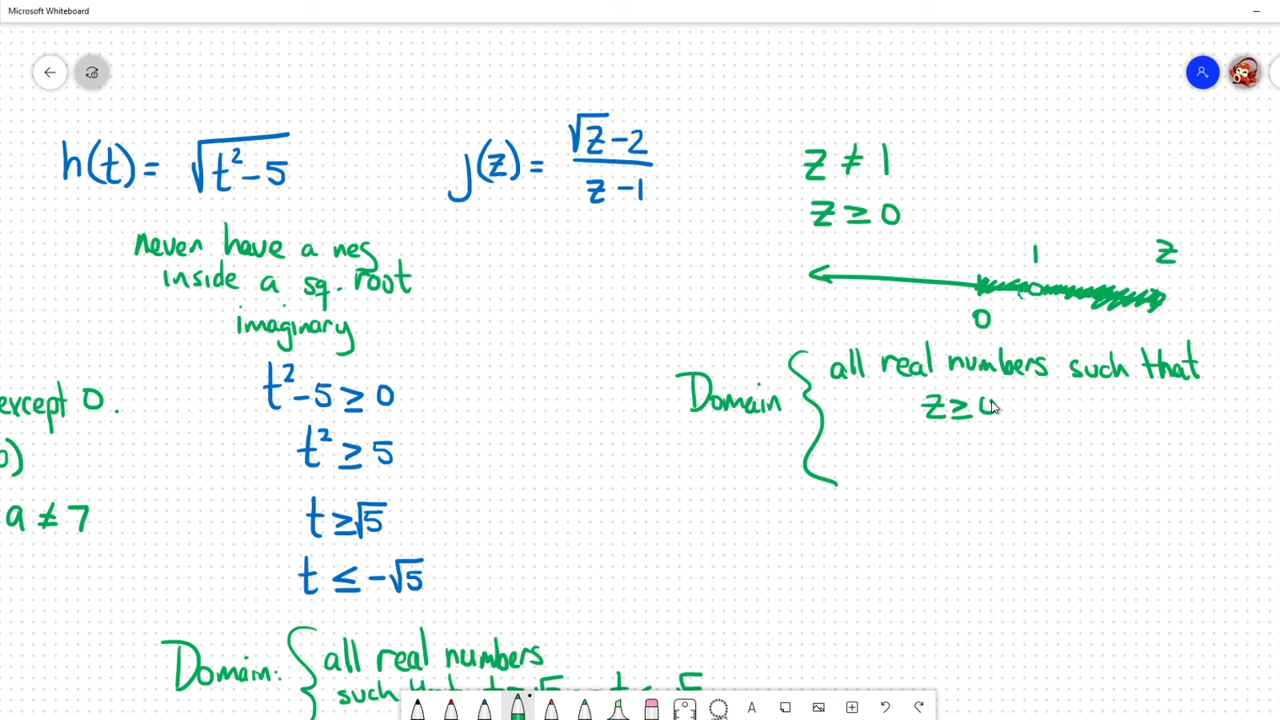 Microsoft Whiteboard
h(t) = √(t²-5)
j(z) = (√z-2)/(z-1)
z ≠ 1
z ≥ 0
never have a neg
inside a sq. root
imaginary
1 z
0
t²-5 ≥ 0
t² ≥ 5
t ≥ √5
t ≤ -√5
except 0.
a ≠ 7
Domain { all real numbers such that
z ≥ 0
Domain: { all real numbers
such that